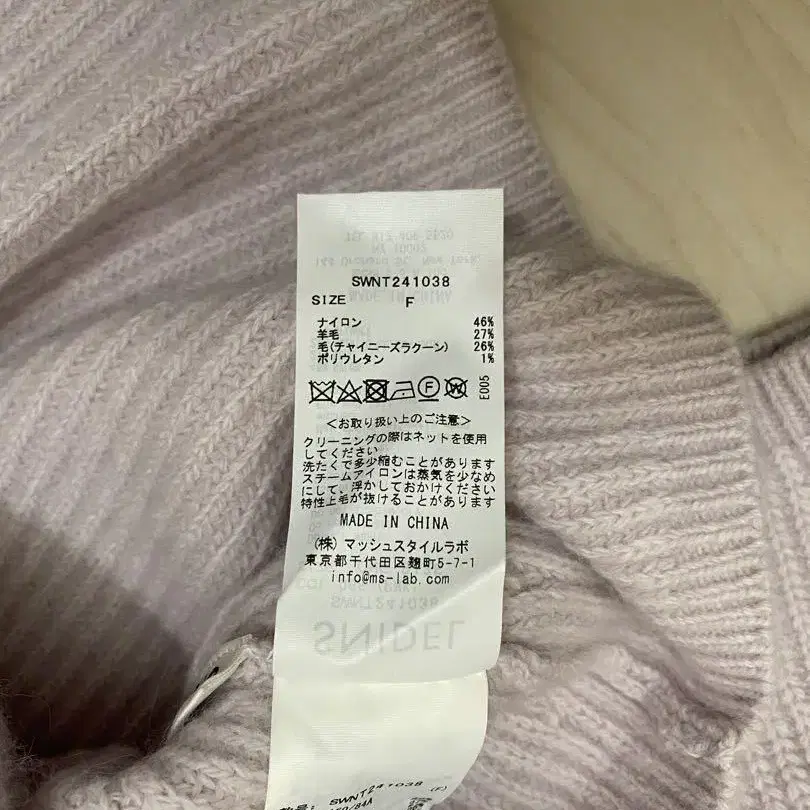 SWNT241038
SIZE F
ナイロン 46%
羊毛 27%
毛(チャイニーズラクーン) 26%
ポリウレタン 1%
F W E005
<お取り扱い上のご注意>
クリーニングの際はネットを使用
してください
洗たくで多少縮むことがあります
スチームアイロンは蒸気を少なめ
にして、浮かしておかけください
特性上毛が抜けることがあります
MADE IN CHINA
(株) マッシュスタイルラボ
東京都千代田区麹町5-7-1
info@ms-lab.com
SWNT241038
SNIDEL
SWNT241038
(F)